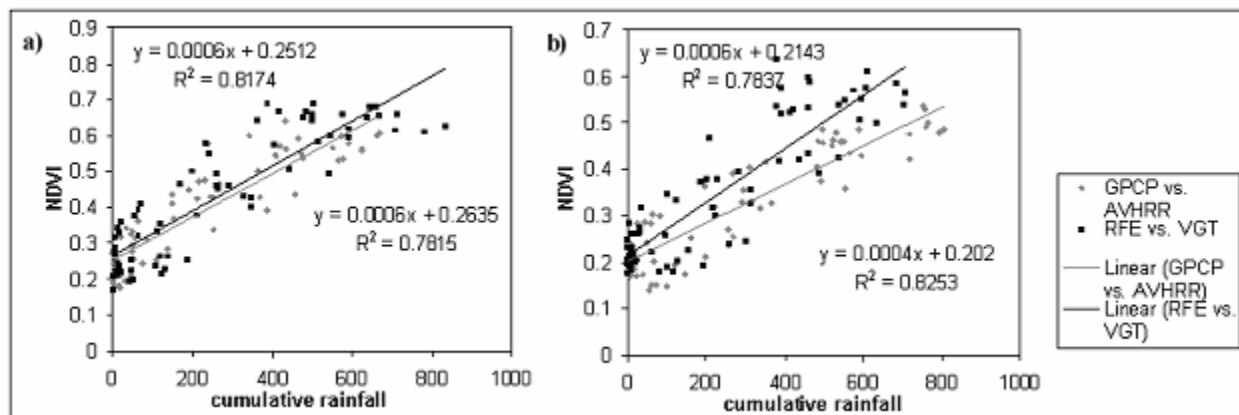 a)
y = 0.0006x + 0.2512
R² = 0.8174
y = 0.0006x + 0.2635
R² = 0.7815
NDVI
0.9
0.8
0.7
0.6
0.5
0.4
0.3
0.2
0.1
0
0 200 400 600 800 1000
cumulative rainfall
b)
y = 0.0006x + 0.2143
R² = 0.7837
y = 0.0004x + 0.202
R² = 0.8253
NDVI
0.7
0.6
0.5
0.4
0.3
0.2
0.1
0
0 200 400 600 800 1000
cumulative rainfall
GPCP vs.
AVHRR
RFE vs. VGT
Linear (GPCP
vs. AVHRR)
Linear (RFE vs.
VGT)